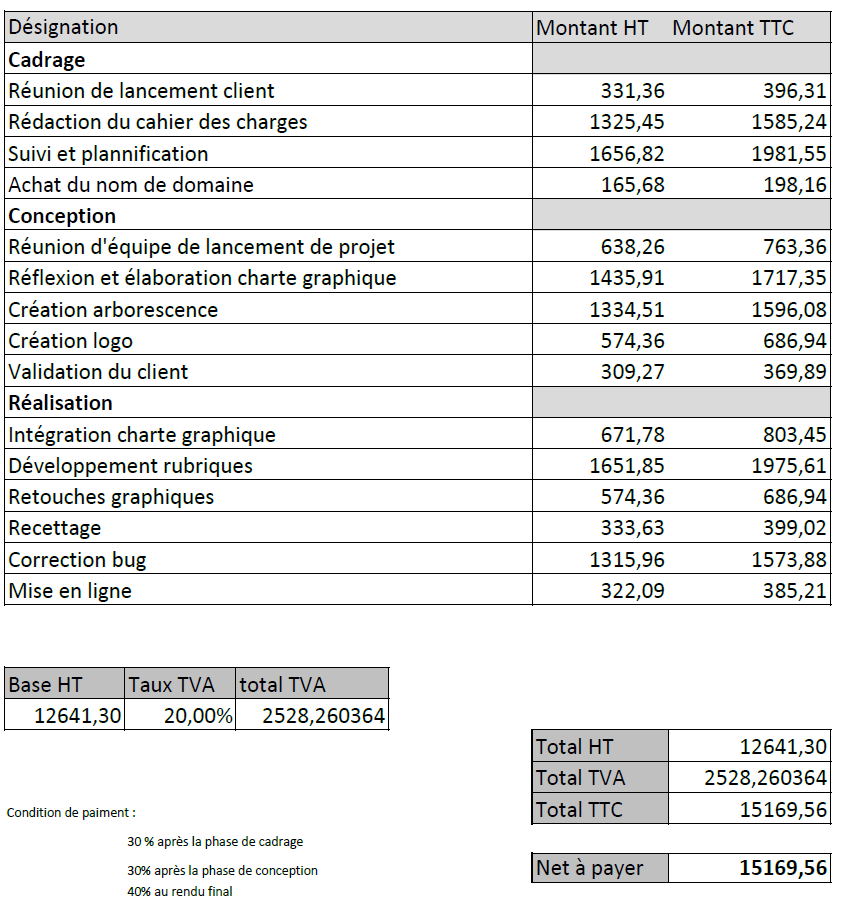 Désignation Montant HT Montant TTC
Cadrage
Réunion de lancement client 331,36 396,31
Rédaction du cahier des charges 1325,45 1585,24
Suivi et plannification 1656,82 1981,55
Achat du nom de domaine 165,68 198,16
Conception
Réunion d'équipe de lancement de projet 638,26 763,36
Réflexion et élaboration charte graphique 1435,91 1717,35
Création arborescence 1334,51 1596,08
Création logo 574,36 686,94
Validation du client 309,27 369,89
Réalisation
Intégration charte graphique 671,78 803,45
Développement rubriques 1651,85 1975,61
Retouches graphiques 574,36 686,94
Recettage 333,63 399,02
Correction bug 1315,96 1573,88
Mise en ligne 322,09 385,21
Base HT Taux TVA total TVA
12641,30 20,00% 2528,260364
Total HT 12641,30
Total TVA 2528,260364
Total TTC 15169,56
Condition de paiment :
30 % après la phase de cadrage
30% après la phase de conception
40% au rendu final
Net à payer 15169,56